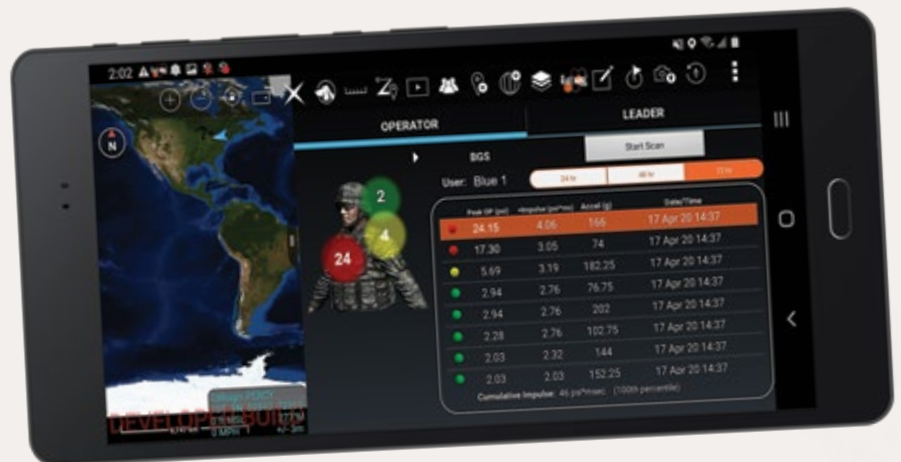 2:02
OPERATOR
LEADER
N
BGS
Start Scan
User: Blue 1
24 hr
48 hr
72 hr
2
4
24
Peak OP (psi) +Impulse (psi*ms) Accel (g) Date/Time
24.15 4.06 166 17 Apr 20 14:37
17.30 3.05 74 17 Apr 20 14:37
5.69 3.19 182.25 17 Apr 20 14:37
2.94 2.76 76.75 17 Apr 20 14:37
2.94 2.76 202 17 Apr 20 14:37
2.28 2.76 102.75 17 Apr 20 14:37
2.03 2.32 144 17 Apr 20 14:37
2.03 2.03 152.25 17 Apr 20 14:37
Cumulative Impulse: 46 psi*msec (100th percentile)
DEVELOPER BUILD
0 MPH +/- 3m